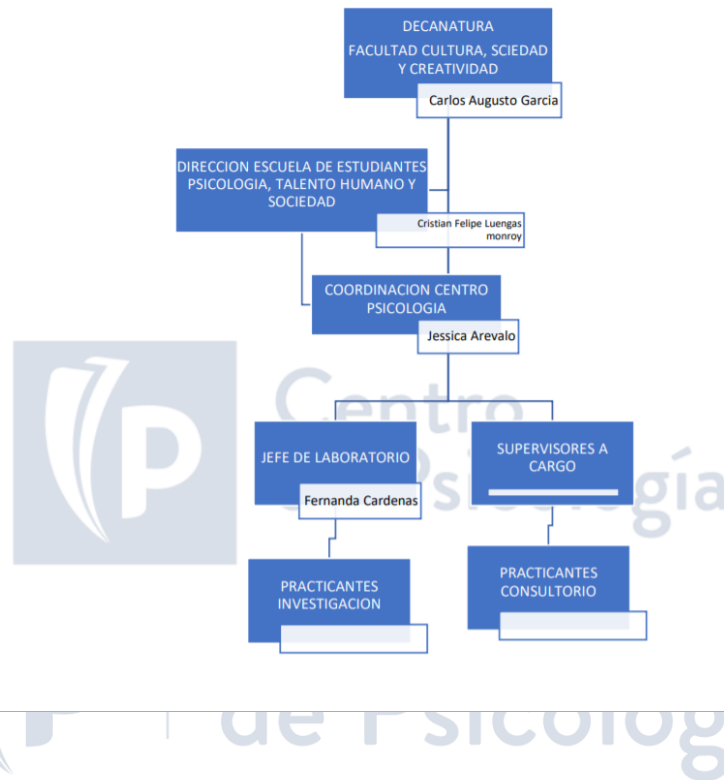 DECANATURA
FACULTAD CULTURA, SCIEDAD
Y CREATIVIDAD
Carlos Augusto Garcia
DIRECCION ESCUELA DE ESTUDIANTES
PSICOLOGIA, TALENTO HUMANO Y
SOCIEDAD
Cristian Felipe Luengas
monroy
COORDINACION CENTRO
PSICOLOGIA
Jessica Arevalo
P
Centro
Psicología
JEFE DE LABORATORIO
Fernanda Cardenas
SUPERVISORES A
CARGO
PRACTICANTES
INVESTIGACION
PRACTICANTES
CONSULTORIO
de Psicolog